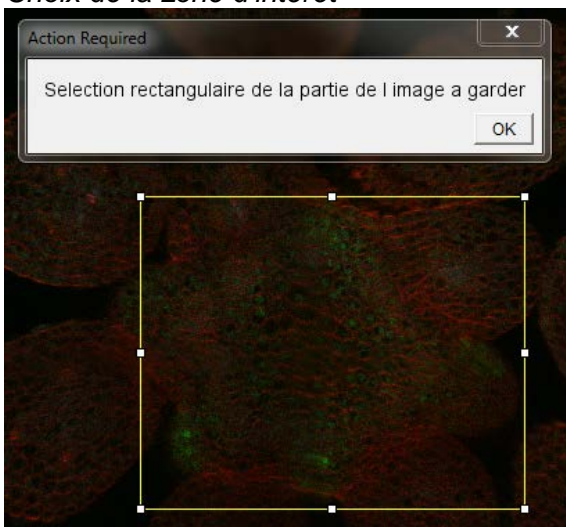 Choix de la zone d'intérêt
Action Required
x
Selection rectangulaire de la partie de l image a garder
OK